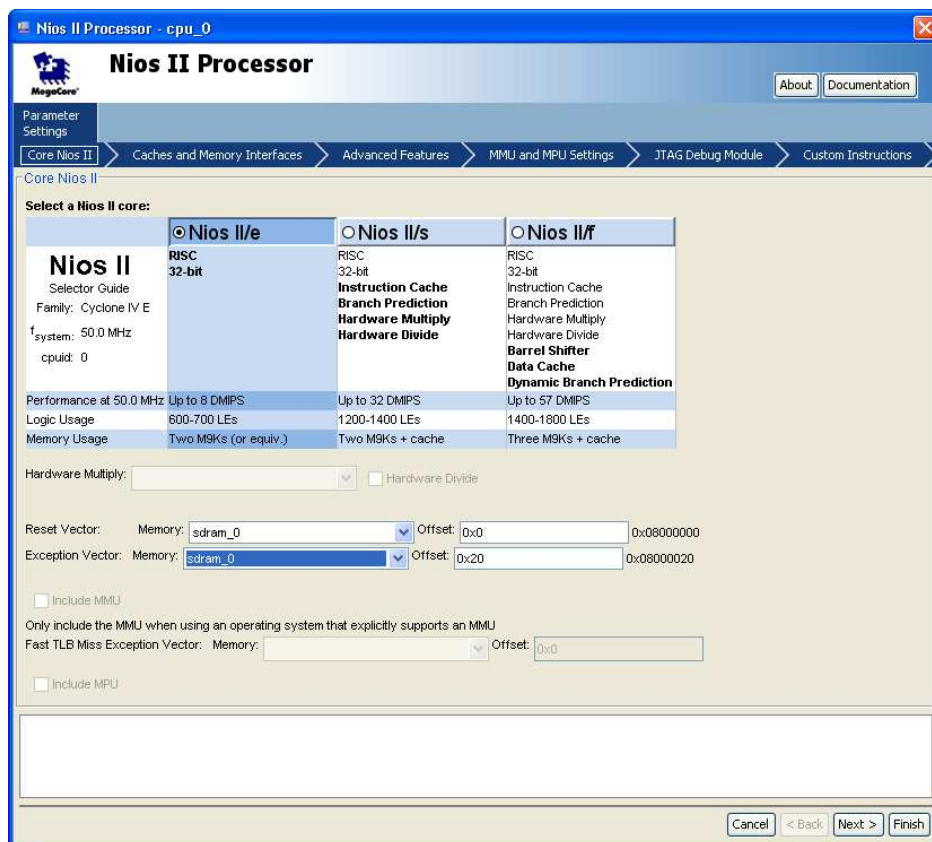 Nios II Processor - cpu_0
MegaCore®
Nios II Processor
About Documentation
Parameter
Settings
Core Nios II Caches and Memory Interfaces Advanced Features MMU and MPU Settings JTAG Debug Module Custom Instructions
Core Nios II
Select a Nios II core:
Nios II/e Nios II/s Nios II/f
Nios II
Selector Guide
Family: Cyclone IV E
fsystem: 50.0 MHz
cpuid: 0
RISC
32-bit
RISC
32-bit
Instruction Cache
Branch Prediction
Hardware Multiply
Hardware Divide
RISC
32-bit
Instruction Cache
Branch Prediction
Hardware Multiply
Hardware Divide
Barrel Shifter
Data Cache
Dynamic Branch Prediction
Performance at 50.0 MHz Up to 8 DMIPS Up to 32 DMIPS Up to 57 DMIPS
Logic Usage 600-700 LEs 1200-1400 LEs 1400-1800 LEs
Memory Usage Two M9Ks (or equiv.) Two M9Ks + cache Three M9Ks + cache
Hardware Multiply: Hardware Divide
Reset Vector: Memory: sdram_0 Offset: 0x0 0x08000000
Exception Vector: Memory: sdram_0 Offset: 0x20 0x08000020
Include MMU
Only include the MMU when using an operating system that explicitly supports an MMU
Fast TLB Miss Exception Vector: Memory: Offset: 0x0
Include MPU
Cancel < Back Next > Finish